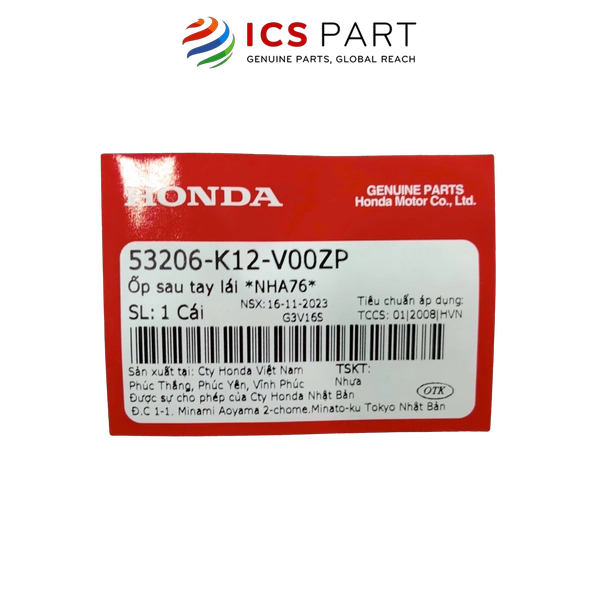 ICS PART
GENUINE PARTS, GLOBAL REACH
HONDA
GENUINE PARTS
Honda Motor Co., Ltd.
53206-K12-V00ZP
Ốp sau tay lái *NHA76*
SL: 1 Cái
NSX: 16-11-2023
G3V16S
Tiêu chuẩn áp dụng:
TCCS: 01|2008|HVN
Sản xuất tại: Cty Honda Việt Nam
Phúc Thắng, Phúc Yên, Vĩnh Phúc
TSKT:
Nhựa
Được sự cho phép của Cty Honda Nhật Bản
Đ.C 1-1. Minami Aoyama 2-chome.Minato-ku Tokyo Nhật Bản
OTK